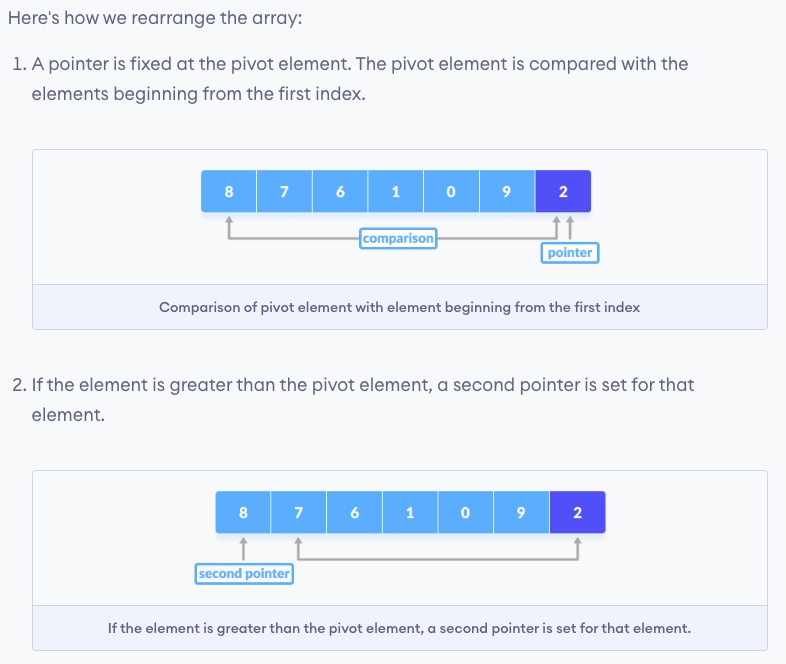 Here's how we rearrange the array:
1. A pointer is fixed at the pivot element. The pivot element is compared with the
elements beginning from the first index.
8 7 6 1 0 9 2
comparison
pointer
Comparison of pivot element with element beginning from the first index
2. If the element is greater than the pivot element, a second pointer is set for that
element.
8 7 6 1 0 9 2
second pointer
If the element is greater than the pivot element, a second pointer is set for that element.